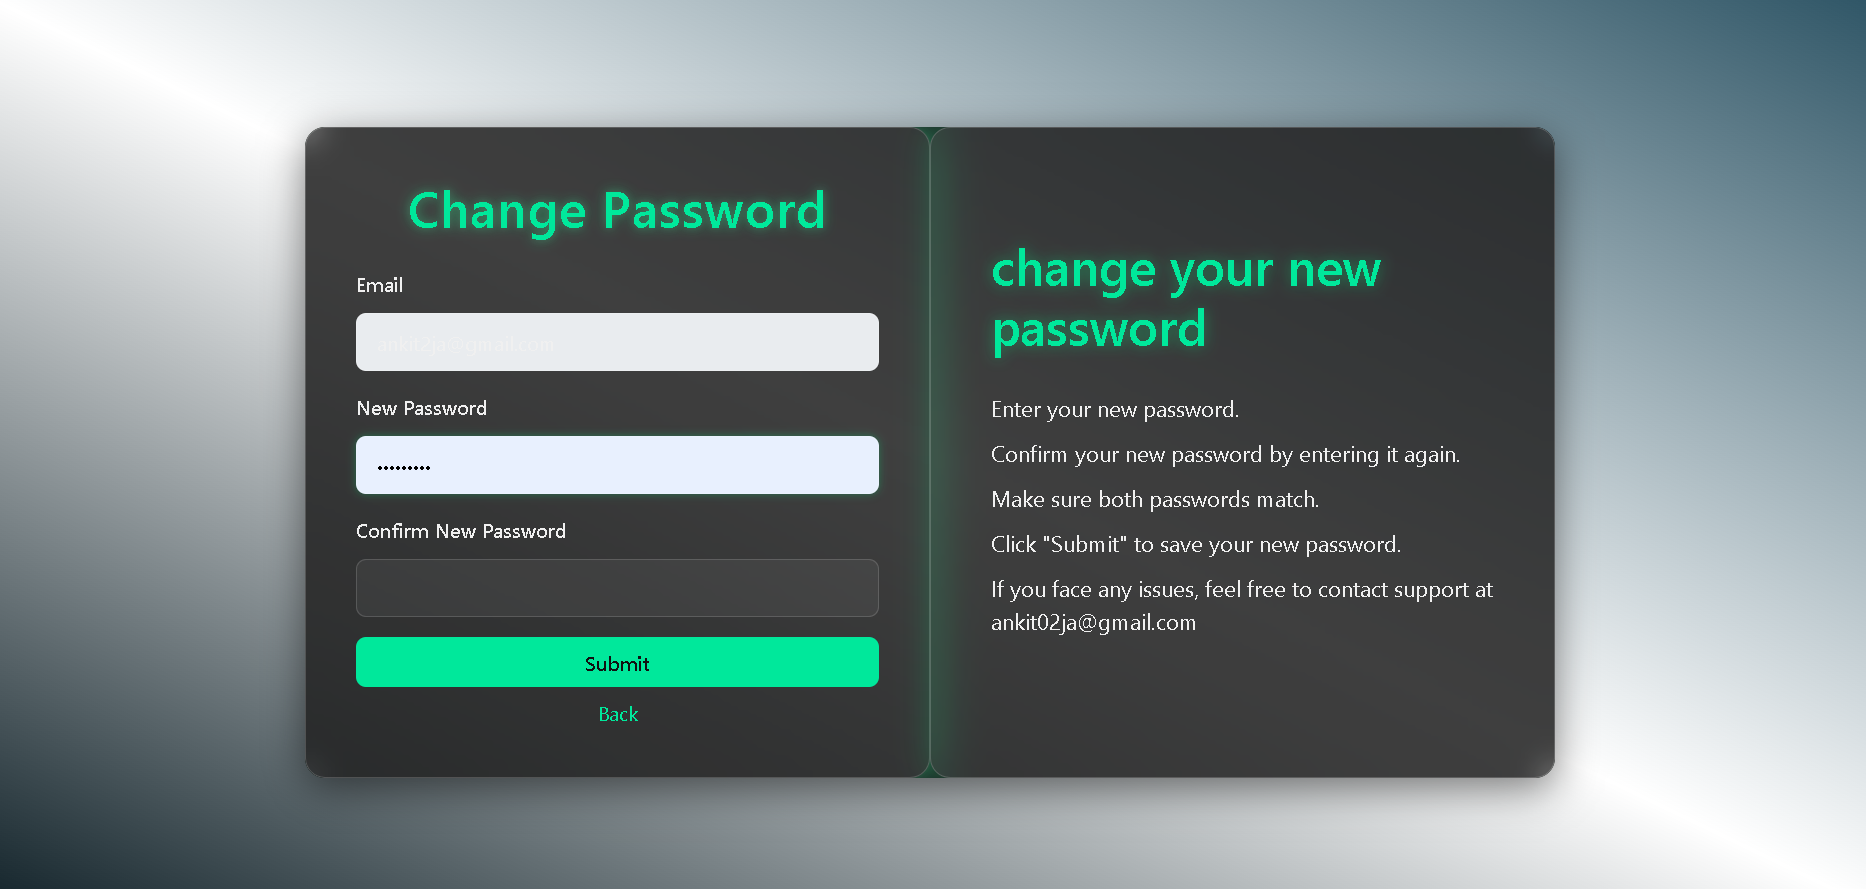 Change Password
Email
ankit2ja@gmail.com
New Password
•••••••••
Confirm New Password
Submit
Back
change your new
password
Enter your new password.
Confirm your new password by entering it again.
Make sure both passwords match.
Click "Submit" to save your new password.
If you face any issues, feel free to contact support at
ankit02ja@gmail.com